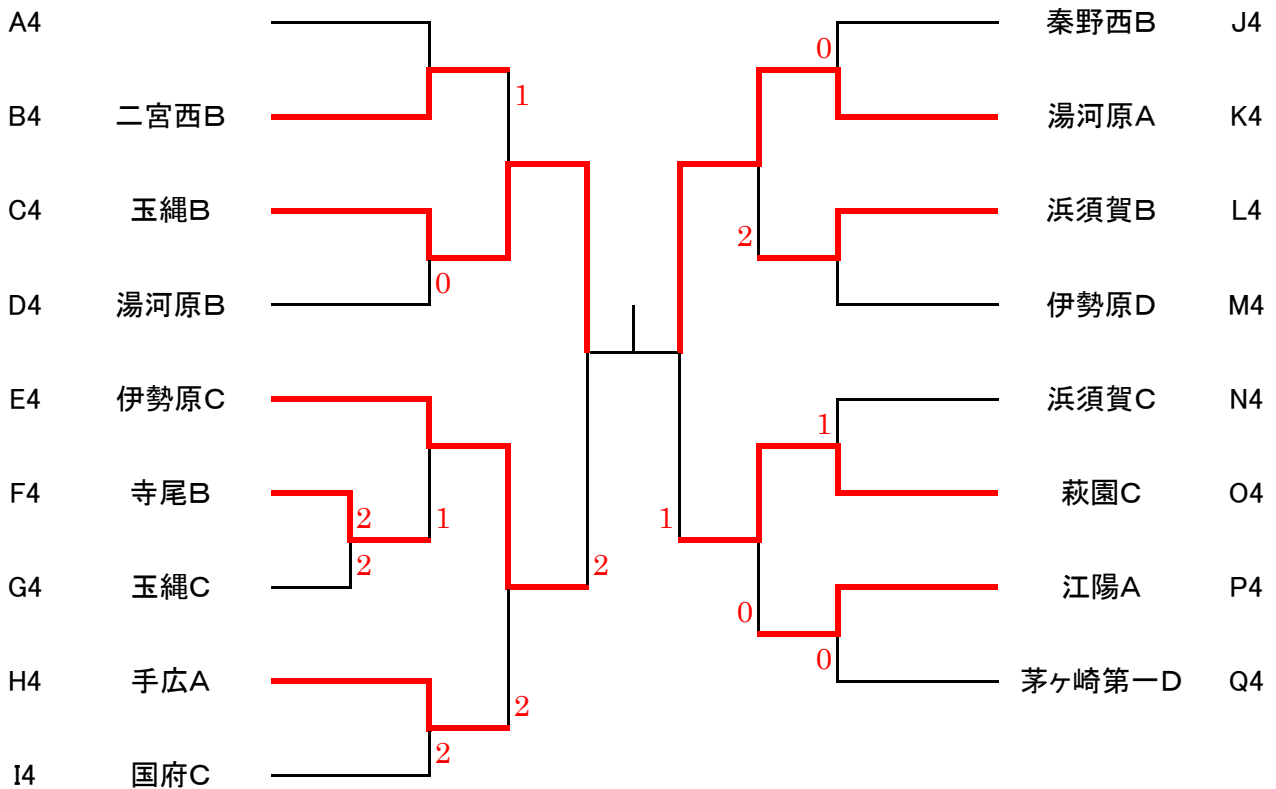 A4
B4 二宮西B
C4 玉縄B
D4 湯河原B
E4 伊勢原C
F4 寺尾B
G4 玉縄C
H4 手広A
I4 国府C
1
0
2
2
1
2
2
2
秦野西B J4
湯河原A K4
浜須賀B L4
伊勢原D M4
浜須賀C N4
萩園C O4
江陽A P4
茅ヶ崎第一D Q4
0
2
1
1
0
0